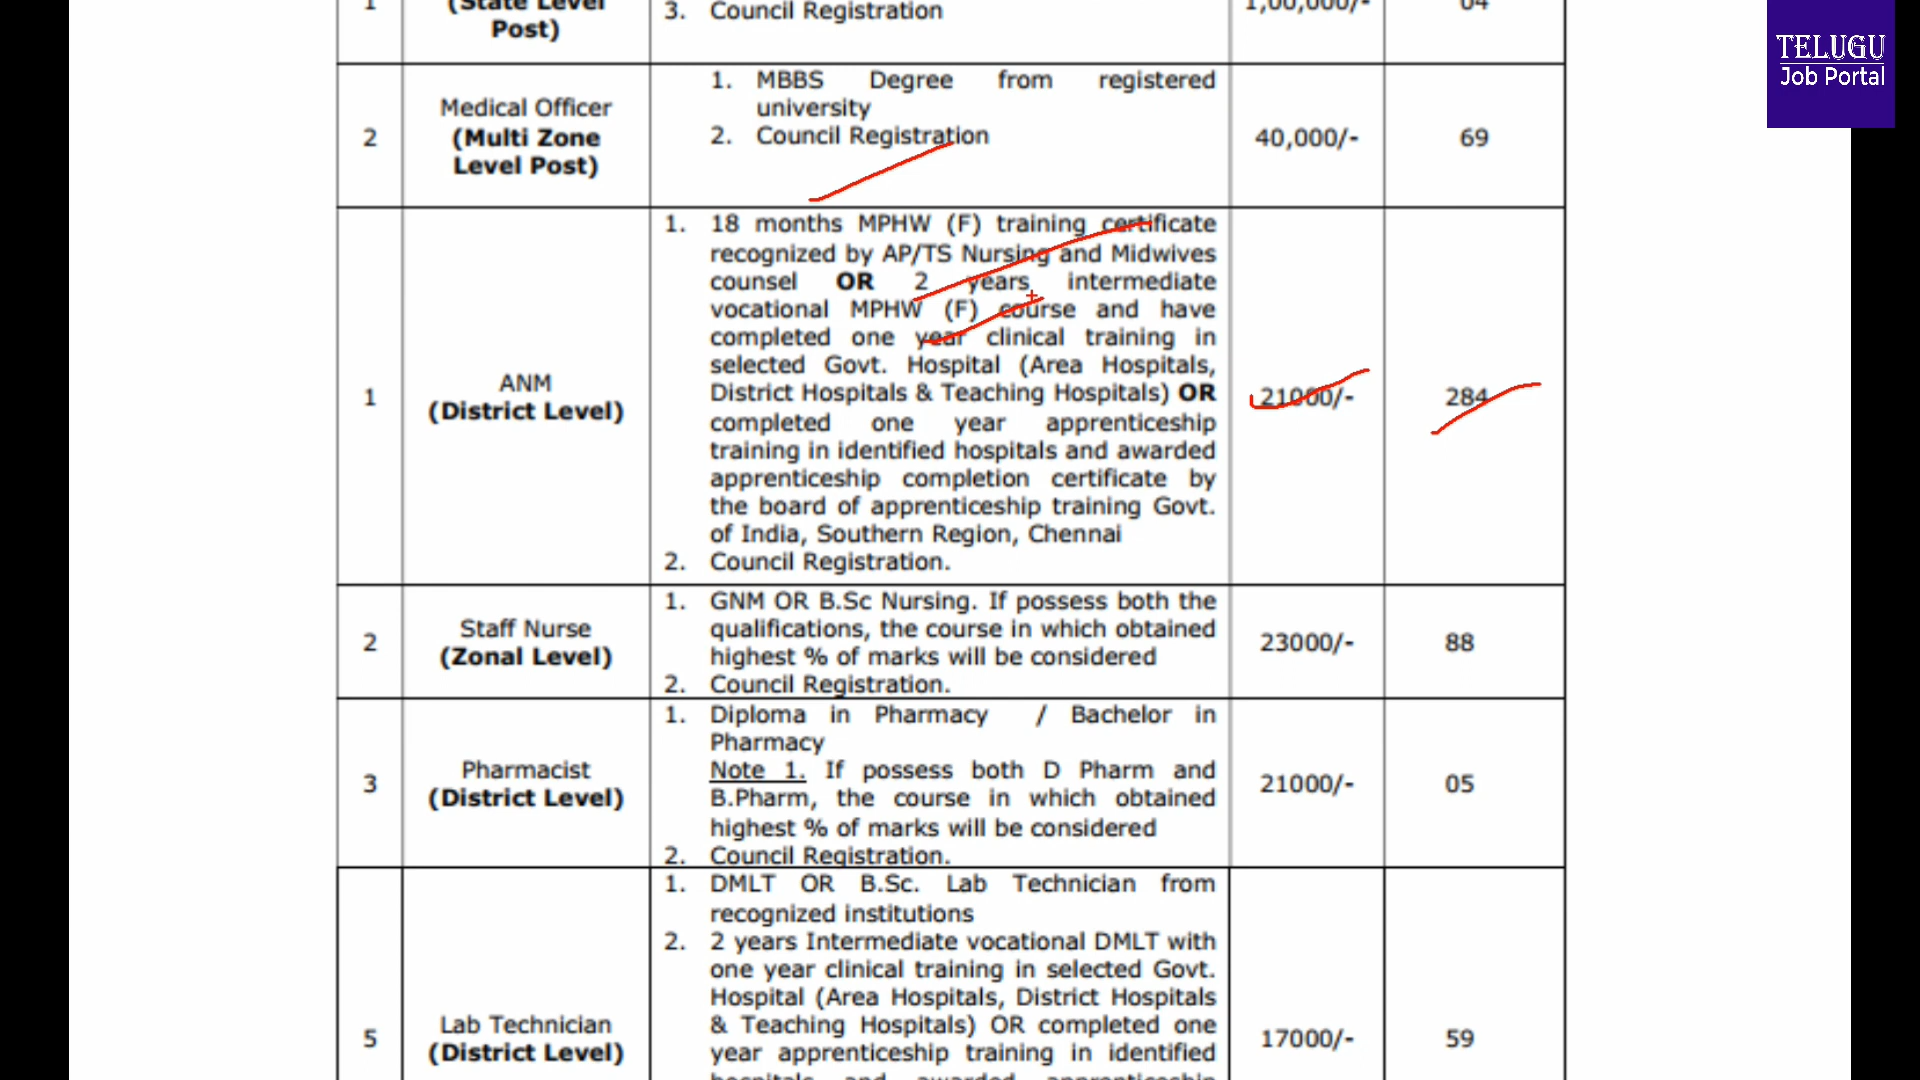 TELUGU
Job Portal
1
(State Level
Post)
3. Council Registration
1,00,000/-
04
2
Medical Officer
(Multi Zone
Level Post)
1. MBBS Degree from registered
university
2. Council Registration
40,000/-
69
1
ANM
(District Level)
1. 18 months MPHW (F) training certificate
recognized by AP/TS Nursing and Midwives
counsel OR 2 years intermediate
vocational MPHW (F) course and have
completed one year clinical training in
selected Govt. Hospital (Area Hospitals,
District Hospitals & Teaching Hospitals) OR
completed one year apprenticeship
training in identified hospitals and awarded
apprenticeship completion certificate by
the board of apprenticeship training Govt.
of India, Southern Region, Chennai
2. Council Registration.
21000/-
284
2
Staff Nurse
(Zonal Level)
1. GNM OR B.Sc Nursing. If possess both the
qualifications, the course in which obtained
highest % of marks will be considered
2. Council Registration.
23000/-
88
3
Pharmacist
(District Level)
1. Diploma in Pharmacy / Bachelor in
Pharmacy
Note 1. If possess both D Pharm and
B.Pharm, the course in which obtained
highest % of marks will be considered
2. Council Registration.
21000/-
05
5
Lab Technician
(District Level)
1. DMLT OR B.Sc. Lab Technician from
recognized institutions
2. 2 years Intermediate vocational DMLT with
one year clinical training in selected Govt.
Hospital (Area Hospitals, District Hospitals
& Teaching Hospitals) OR completed one
year apprenticeship training in identified
hospitals and awarded apprenticeship
17000/-
59